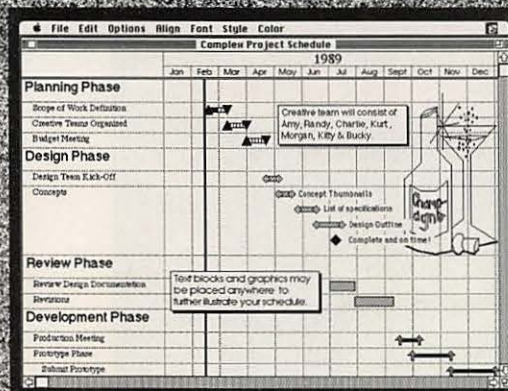 File Edit Options Align Font Style Color
Complex Project Schedule
1989
Jan Feb Mar Apr May Jun Jul Aug Sept Oct Nov Dec
Planning Phase
Scope of Work Definition
Creative Teams Organized
Budget Meeting
Creative team will consist of
Amy, Randy, Charlie, Kurt,
Morgan, Kitty & Bucky.
Design Phase
Design Team Kick-Off
Concepts
Concept Thumbnails
List of specifications
Design Outline
Complete and on time!
Champ
agne
Review Phase
Review Design Documentation
Revisions
Text blocks and graphics may
be placed anywhere to
further illustrate your schedule.
Development Phase
Production Meeting
Prototype Phase
Submit Prototype